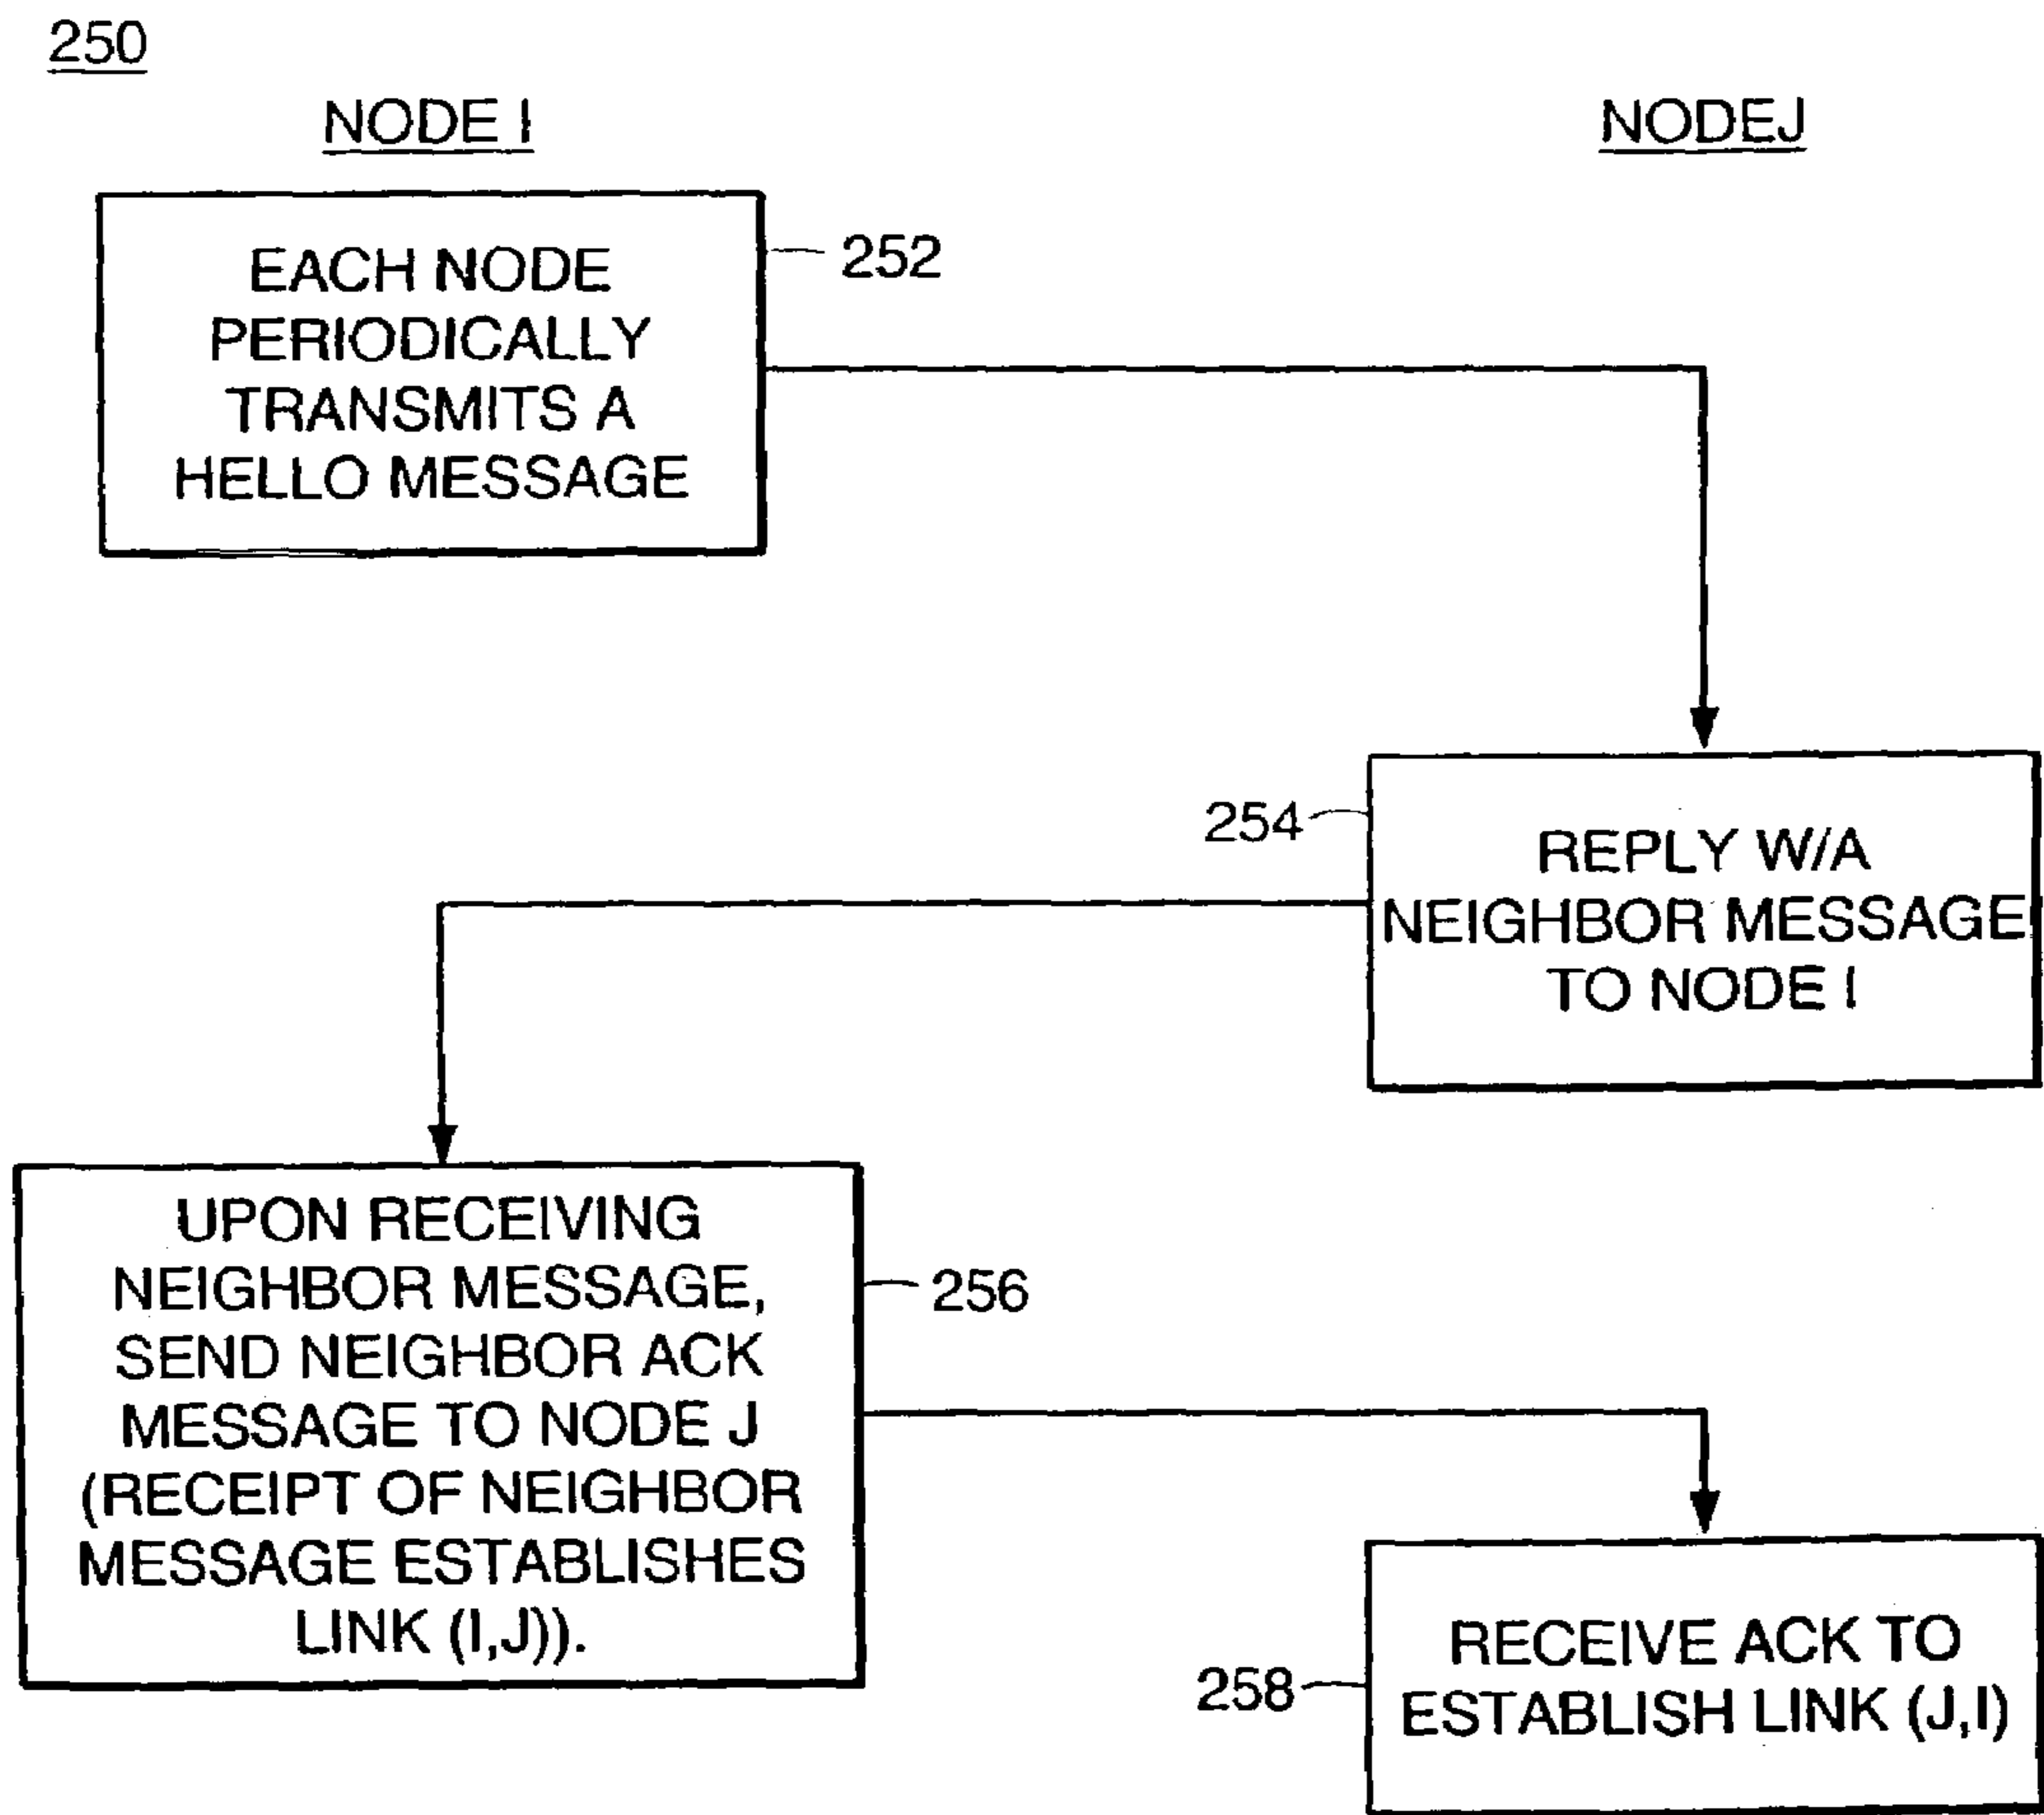 250
NODE I
NODEJ
EACH NODE
PERIODICALLY
TRANSMITS A
HELLO MESSAGE
252
254
REPLY W/A
NEIGHBOR MESSAGE
TO NODE I
UPON RECEIVING
NEIGHBOR MESSAGE,
SEND NEIGHBOR ACK
MESSAGE TO NODE J
(RECEIPT OF NEIGHBOR
MESSAGE ESTABLISHES
LINK (I,J)).
256
258
RECEIVE ACK TO
ESTABLISH LINK (J,I)